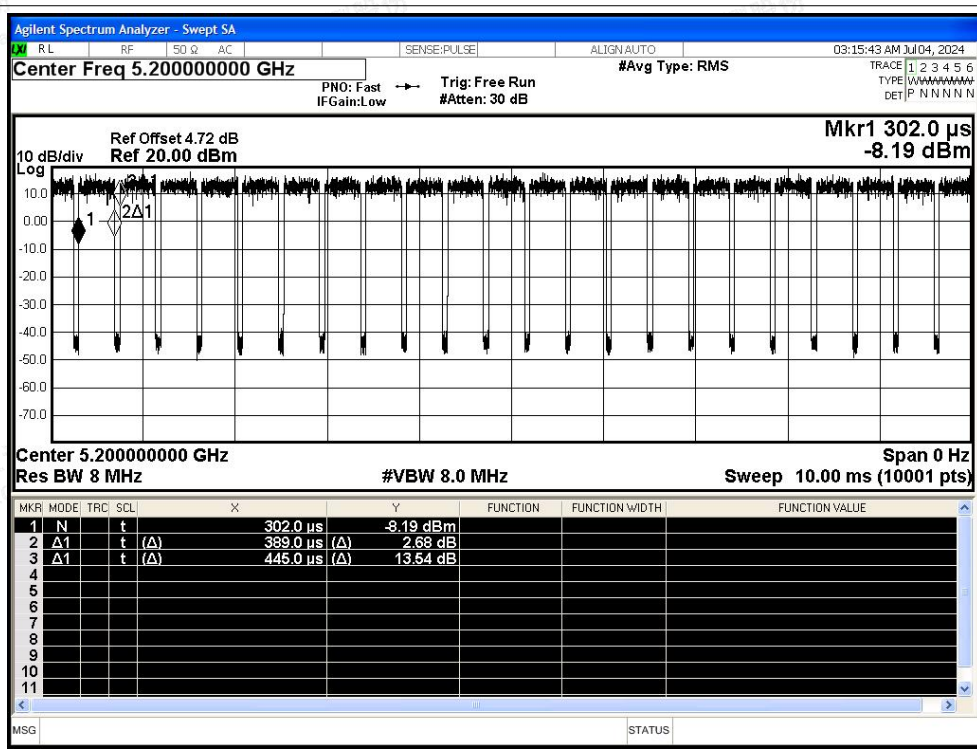 Agilent Spectrum Analyzer - Swept SA
LXI RL RF 50 Ω AC SENSE:PULSE ALIGN AUTO 03:15:43 AM Jul 04, 2024
Center Freq 5.200000000 GHz #Avg Type: RMS TRACE 1 2 3 4 5 6
PNO: Fast Trig: Free Run TYPE WWWWWW
IFGain:Low #Atten: 30 dB DET P N N N N N
Mkr1 302.0 µs
Ref Offset 4.72 dB
10 dB/div Ref 20.00 dBm -8.19 dBm
Log
10.0
0.00
-10.0
-20.0
-30.0
-40.0
-50.0
-60.0
-70.0
1
2Δ1
Center 5.200000000 GHz Span 0 Hz
Res BW 8 MHz #VBW 8.0 MHz Sweep 10.00 ms (10001 pts)
MKR MODE TRC SCL X Y FUNCTION FUNCTION WIDTH FUNCTION VALUE
1 N t 302.0 µs -8.19 dBm
2 Δ1 t (Δ) 389.0 µs (Δ) 2.68 dB
3 Δ1 t (Δ) 445.0 µs (Δ) 13.54 dB
4
5
6
7
8
9
10
11
MSG STATUS